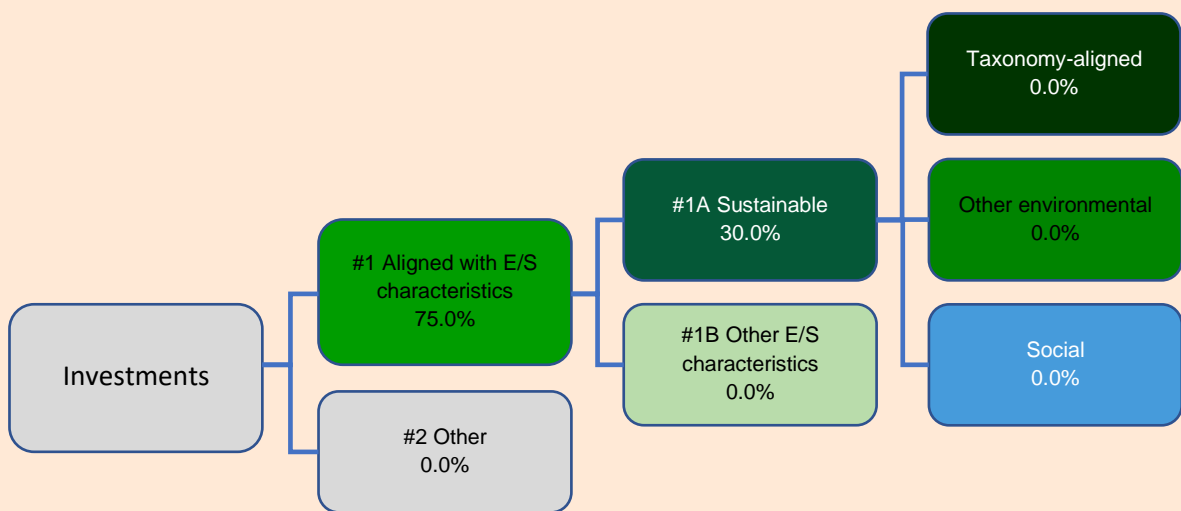 Investments
#1 Aligned with E/S
characteristics
75.0%
#2 Other
0.0%
#1A Sustainable
30.0%
#1B Other E/S
characteristics
0.0%
Taxonomy-aligned
0.0%
Other environmental
0.0%
Social
0.0%